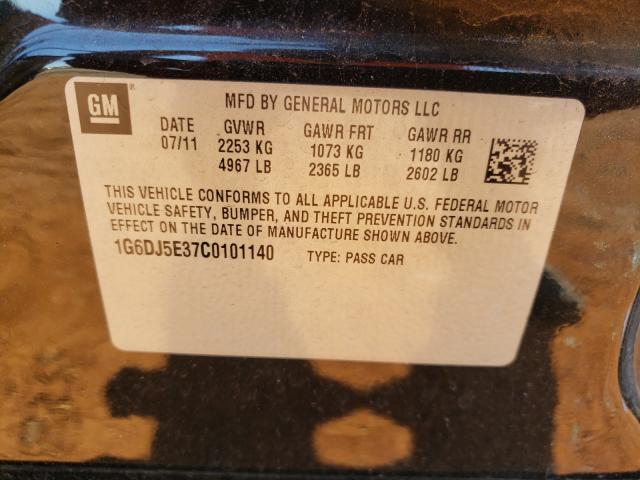 GM
MFD BY GENERAL MOTORS LLC
DATE GVWR GAWR FRT GAWR RR
07/11 2253 KG 1073 KG 1180 KG
4967 LB 2365 LB 2602 LB
THIS VEHICLE CONFORMS TO ALL APPLICABLE U.S. FEDERAL MOTOR
VEHICLE SAFETY, BUMPER, AND THEFT PREVENTION STANDARDS IN
EFFECT ON THE DATE OF MANUFACTURE SHOWN ABOVE.
1G6DJ5E37C0101140 TYPE: PASS CAR